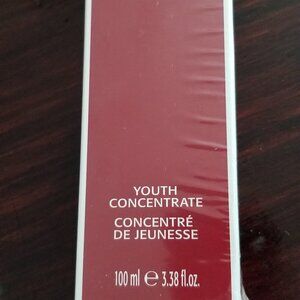 YOUTH
CONCENTRATE
CONCENTRÉ
DE JEUNESSE
100 ml ℮ 3.38 fl.oz.